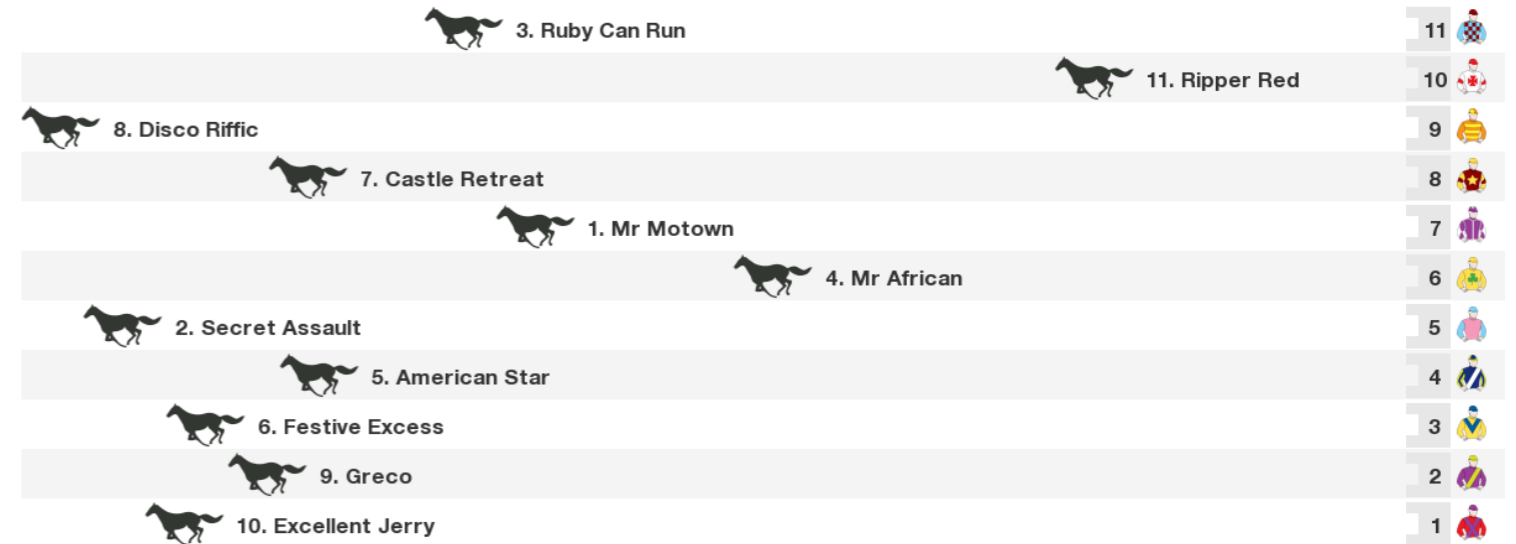 3. Ruby Can Run 11
11. Ripper Red 10
8. Disco Riffic 9
7. Castle Retreat 8
1. Mr Motown 7
4. Mr African 6
2. Secret Assault 5
5. American Star 4
6. Festive Excess 3
9. Greco 2
10. Excellent Jerry 1